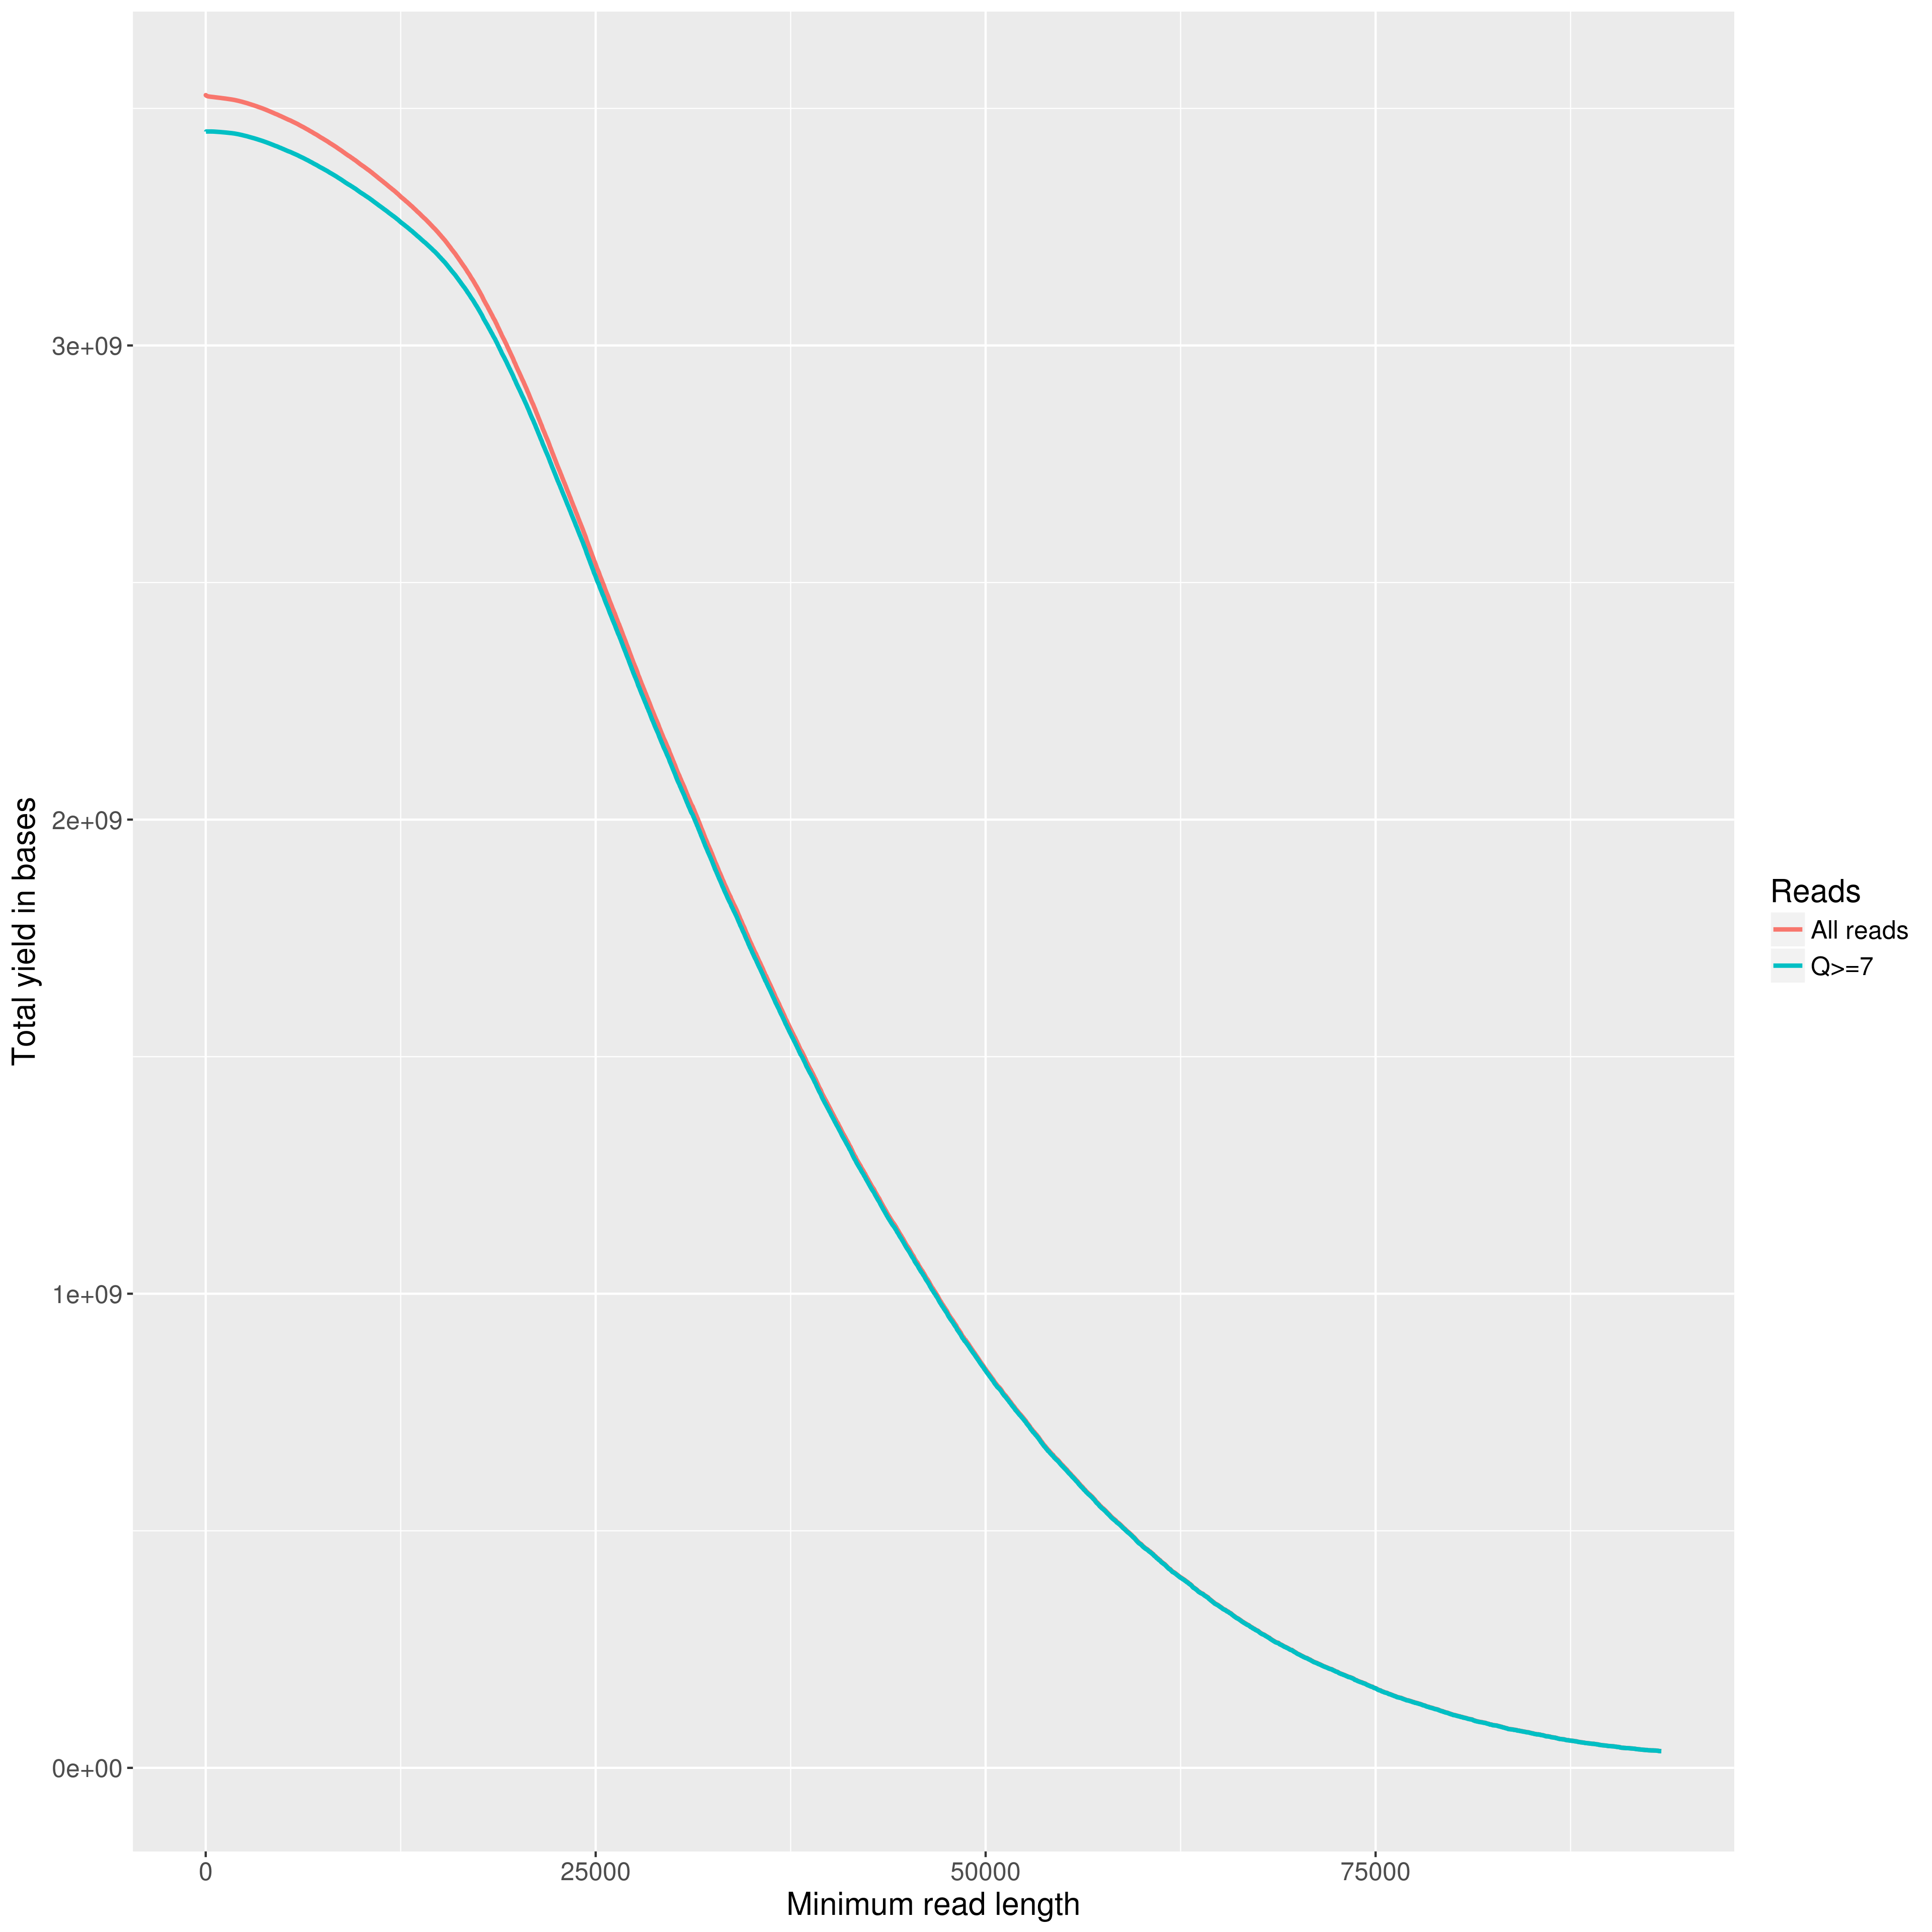 Total yield in bases
3e+09
2e+09
1e+09
0e+00
0
25000
50000
75000
Minimum read length
Reads
All reads
Q>=7